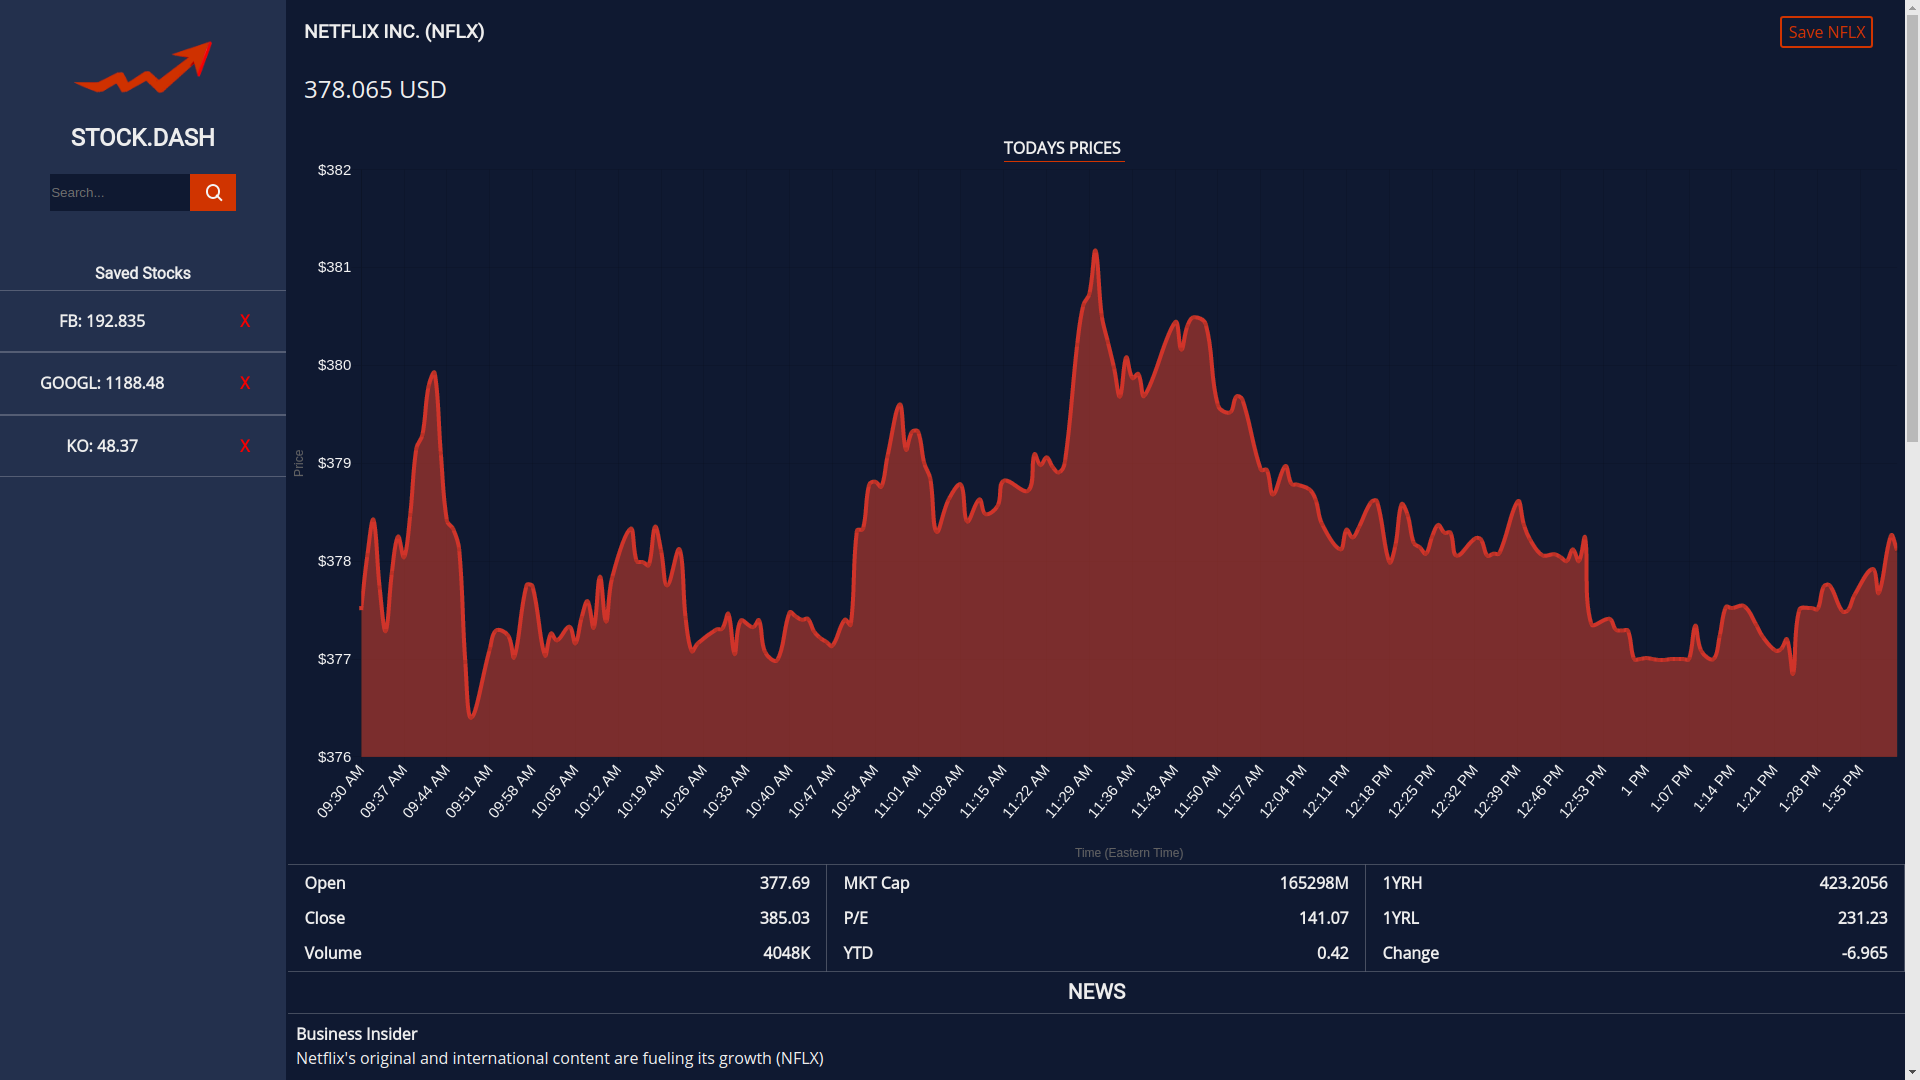 STOCK.DASH
Search...
Saved Stocks
FB: 192.835 X
GOOGL: 1188.48 X
KO: 48.37 X
NETFLIX INC. (NFLX)
Save NFLX
378.065 USD
TODAYS PRICES
$382
$381
$380
$379
$378
$377
$376
Price
09:30 AM
09:37 AM
09:44 AM
09:51 AM
09:58 AM
10:05 AM
10:12 AM
10:19 AM
10:26 AM
10:33 AM
10:40 AM
10:47 AM
10:54 AM
11:01 AM
11:08 AM
11:15 AM
11:22 AM
11:29 AM
11:36 AM
11:43 AM
11:50 AM
11:57 AM
12:04 PM
12:11 PM
12:18 PM
12:25 PM
12:32 PM
12:39 PM
12:46 PM
12:53 PM
1 PM
1:07 PM
1:14 PM
1:21 PM
1:28 PM
1:35 PM
Time (Eastern Time)
Open 377.69 MKT Cap 165298M 1YRH 423.2056
Close 385.03 P/E 141.07 1YRL 231.23
Volume 4048K YTD 0.42 Change -6.965
NEWS
Business Insider
Netflix's original and international content are fueling its growth (NFLX)